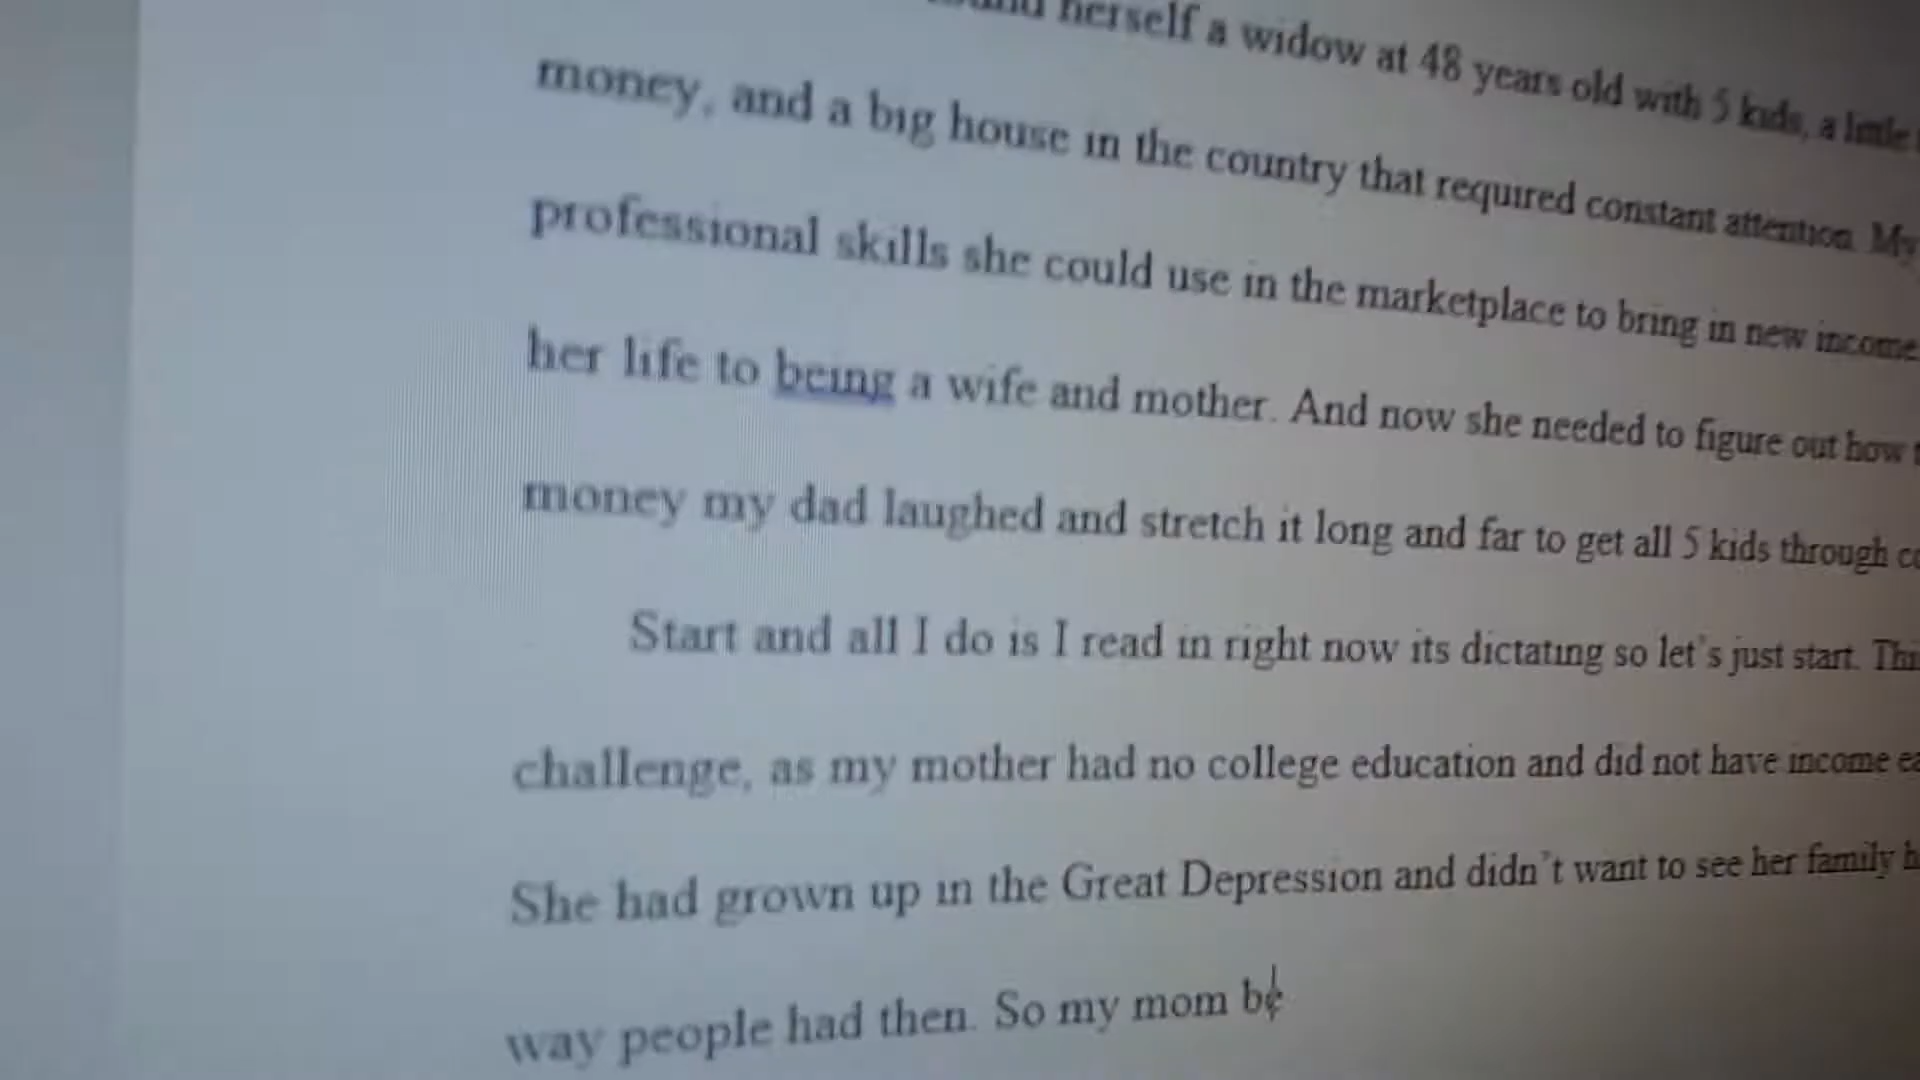 herself a widow at 48 years old with 5 kids, a little
money, and a big house in the country that required constant attention. My
professional skills she could use in the marketplace to bring in new income
her life to being a wife and mother. And now she needed to figure out how
money my dad laughed and stretch it long and far to get all 5 kids through
Start and all I do is I read in right now its dictating so let's just start.
challenge, as my mother had no college education and did not have income
She had grown up in the Great Depression and didn't want to see her family
way people had then. So my mom be